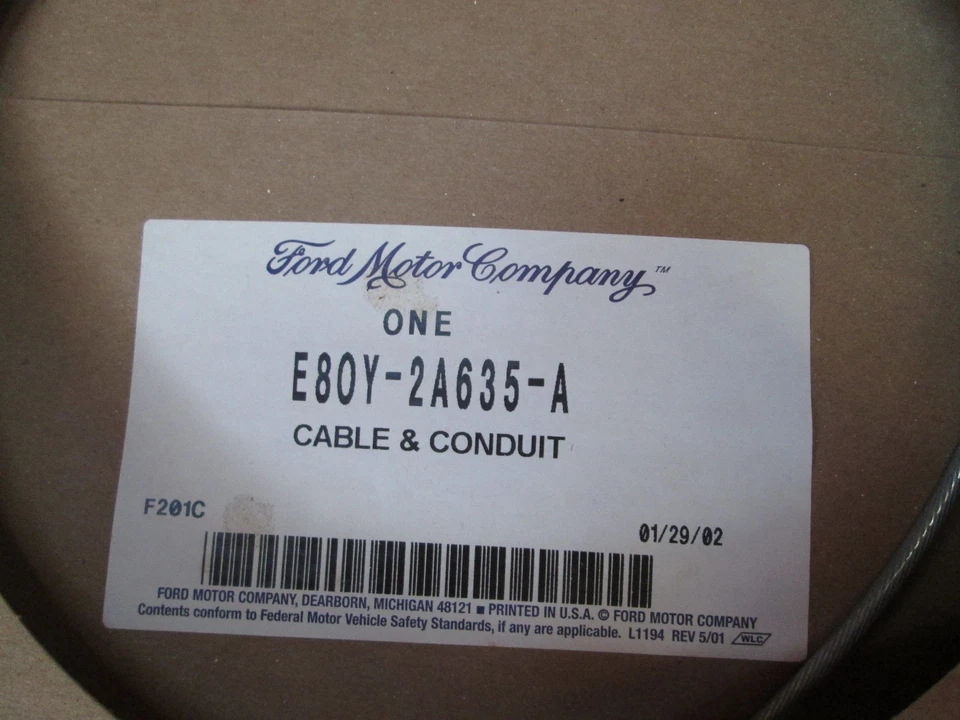 Ford Motor Company™
ONE
E8OY-2A635-A
CABLE & CONDUIT
F201C
01/29/02
FORD MOTOR COMPANY, DEARBORN, MICHIGAN 48121 ■ PRINTED IN U.S.A. © FORD MOTOR COMPANY
Contents conform to Federal Motor Vehicle Safety Standards, if any are applicable. L1194 REV 5/01 WLC